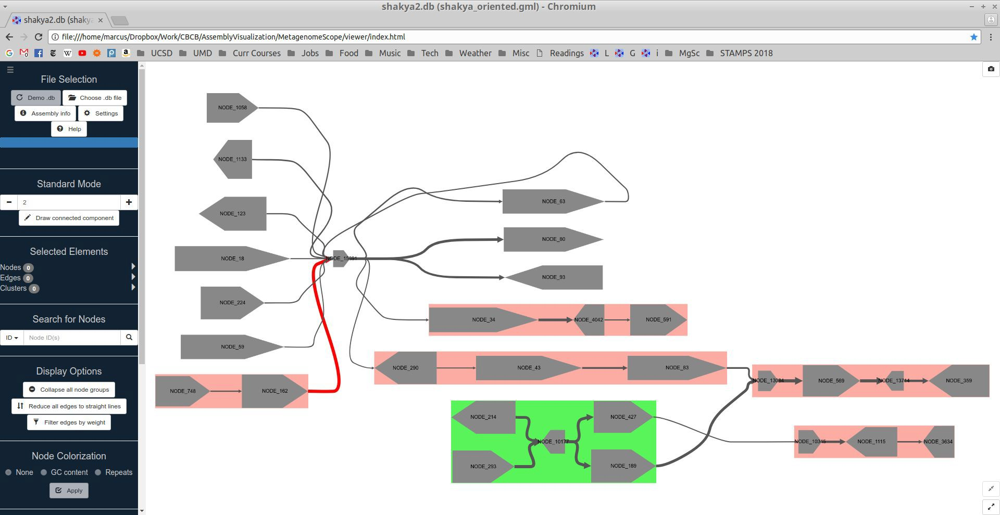 shakya2.db (shakya_oriented.gml) - Chromium
shakya2.db (shakya
file:///home/marcus/Dropbox/Work/CBCB/AssemblyVisualization/MetagenomeScope/viewer/index.html
UCSD UMD Curr Courses Jobs Food Music Tech Weather Misc Readings L G i MgSc STAMPS 2018
File Selection
Demo .db Choose .db file
Assembly info Settings
Help
Standard Mode
2
Draw connected component
Selected Elements
Nodes 0
Edges 0
Clusters 0
Search for Nodes
ID Node ID(s)
Display Options
Collapse all node groups
Reduce all edges to straight lines
Filter edges by weight
Node Colorization
None GC content Repeats
Apply
NODE_1058
NODE_1133
NODE_63
NODE_123
NODE_80
NODE_18 NODE_15691
NODE_93
NODE_224
NODE_34 NODE_4042 NODE_591
NODE_59
NODE_290 NODE_43 NODE_83
NODE_13084 NODE_569 NODE_13714 NODE_359
NODE_748 NODE_162
NODE_214 NODE_427
NODE_10177 NODE_10345 NODE_1115 NODE_3634
NODE_293 NODE_189